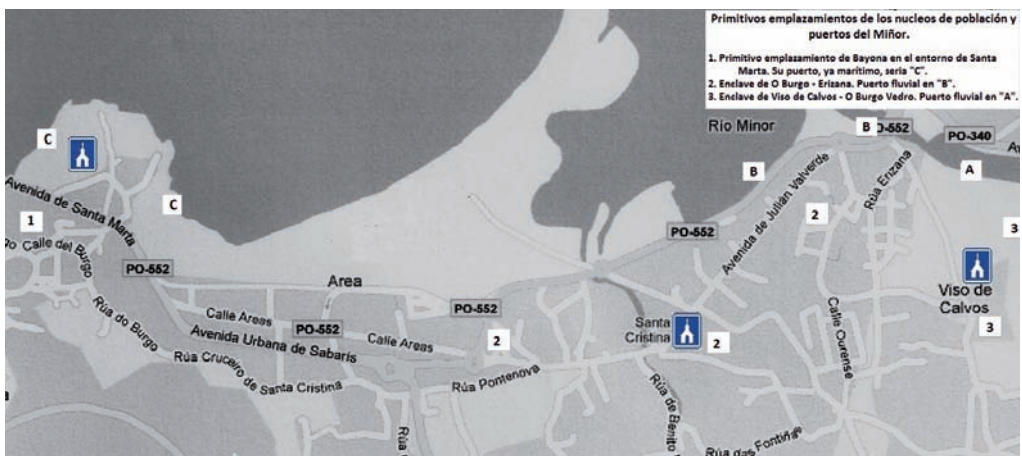 Primitivos emplazamientos de los nucleos de población y
puertos del Miñor.
1. Primitivo emplazamiento de Bayona en el entorno de Santa
Marta. Su puerto, ya marítimo, seria "C".
2. Enclave de O Burgo - Erizana. Puerto fluvial en "B".
3. Enclave de Viso de Calvos - O Burgo Vedro. Puerto fluvial en "A".
Rio Minor
B
PO-552
PO-340
C
B
A
Avenida de Santa Marta
C
Avenida de Julián Valverde
Rúa Erizana
1
2
3
Calle del Burgo
PO-552
PO-552
Area
Viso de
Calvos
Rúa do Burgo
Calle Areas
PO-552
PO-552
Calle Areas
Avenida Urbana de Sabarís
2
Santa
Cristina
2
3
Calle Ourense
Rúa Cruceiro de Santa Cristina
Rúa Pontenova
Rúa de Benito
Rúa das Fontiñas
Rúa